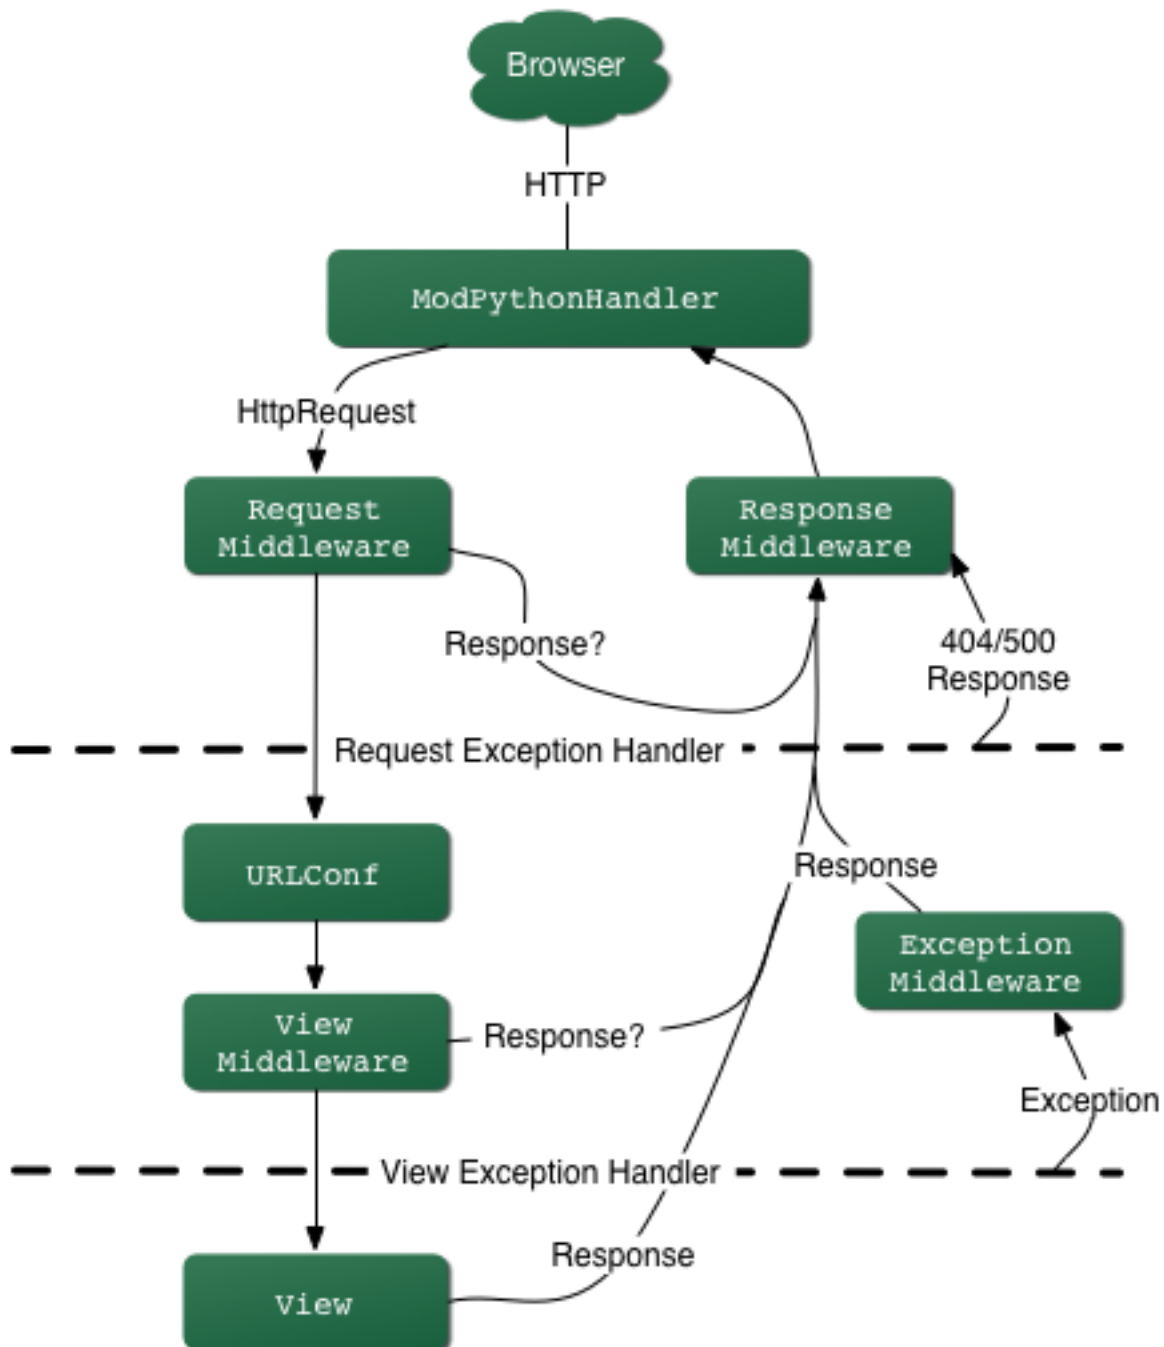 Browser
HTTP
ModPythonHandler
HttpRequest
Request
Middleware
Response
Middleware
Response?
404/500
Response
Request Exception Handler
URLConf
Response
Exception
Middleware
View
Middleware
Response?
Exception
View Exception Handler
Response
View